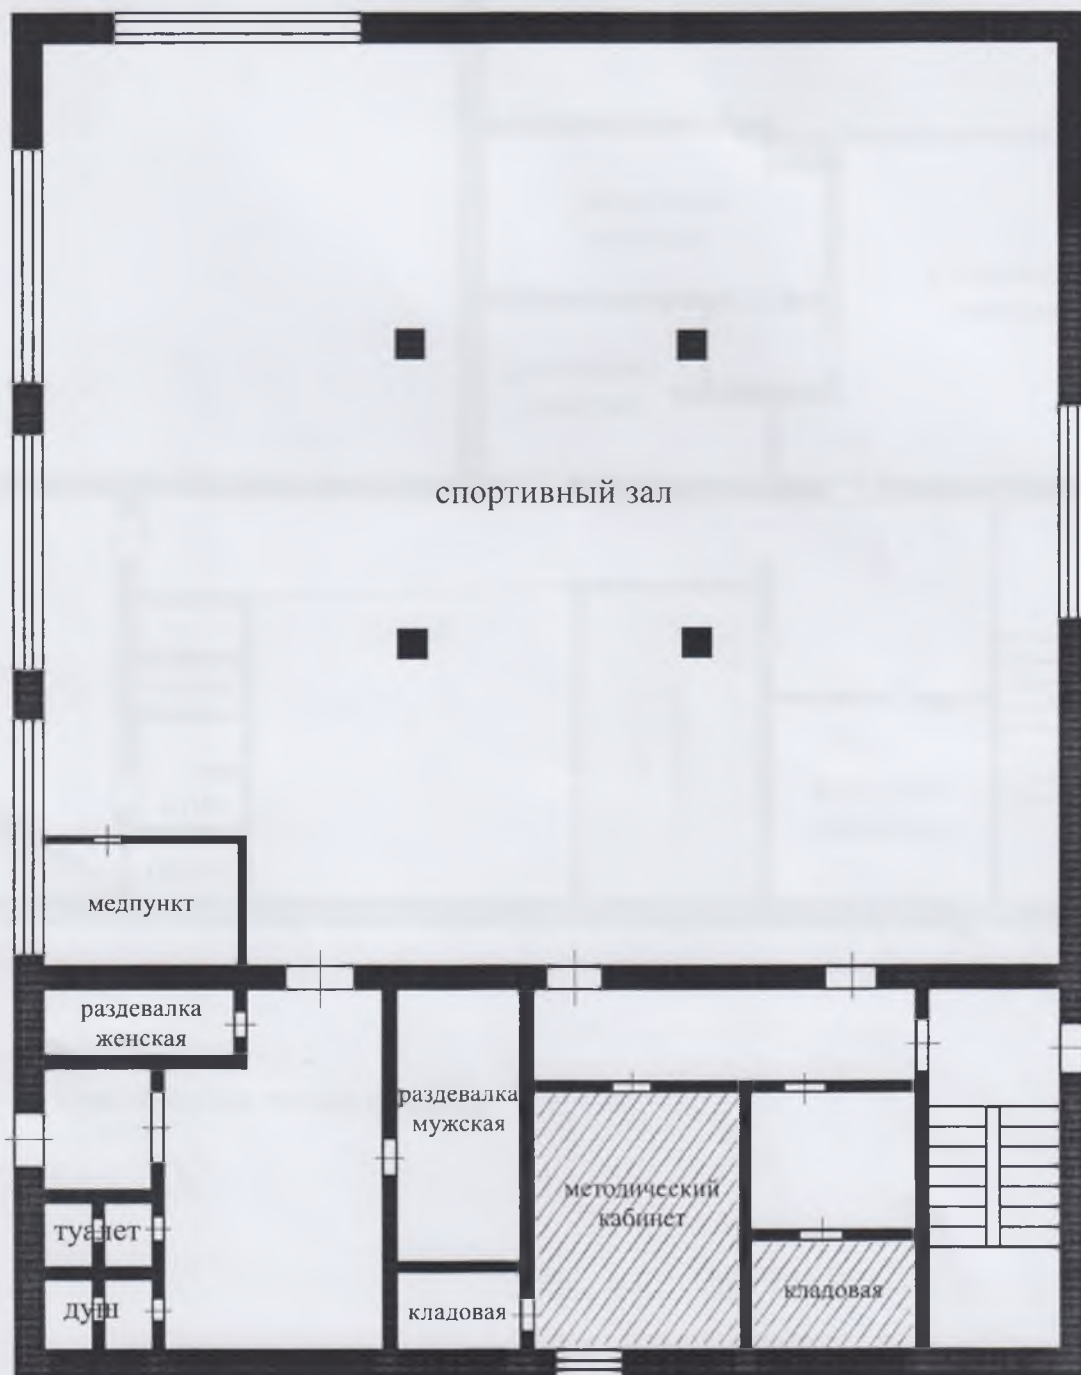 спортивный зал
медпункт
раздевалка
женская
раздевалка
мужская
методический
кабинет
туалет
кладовая
душ
кладовая